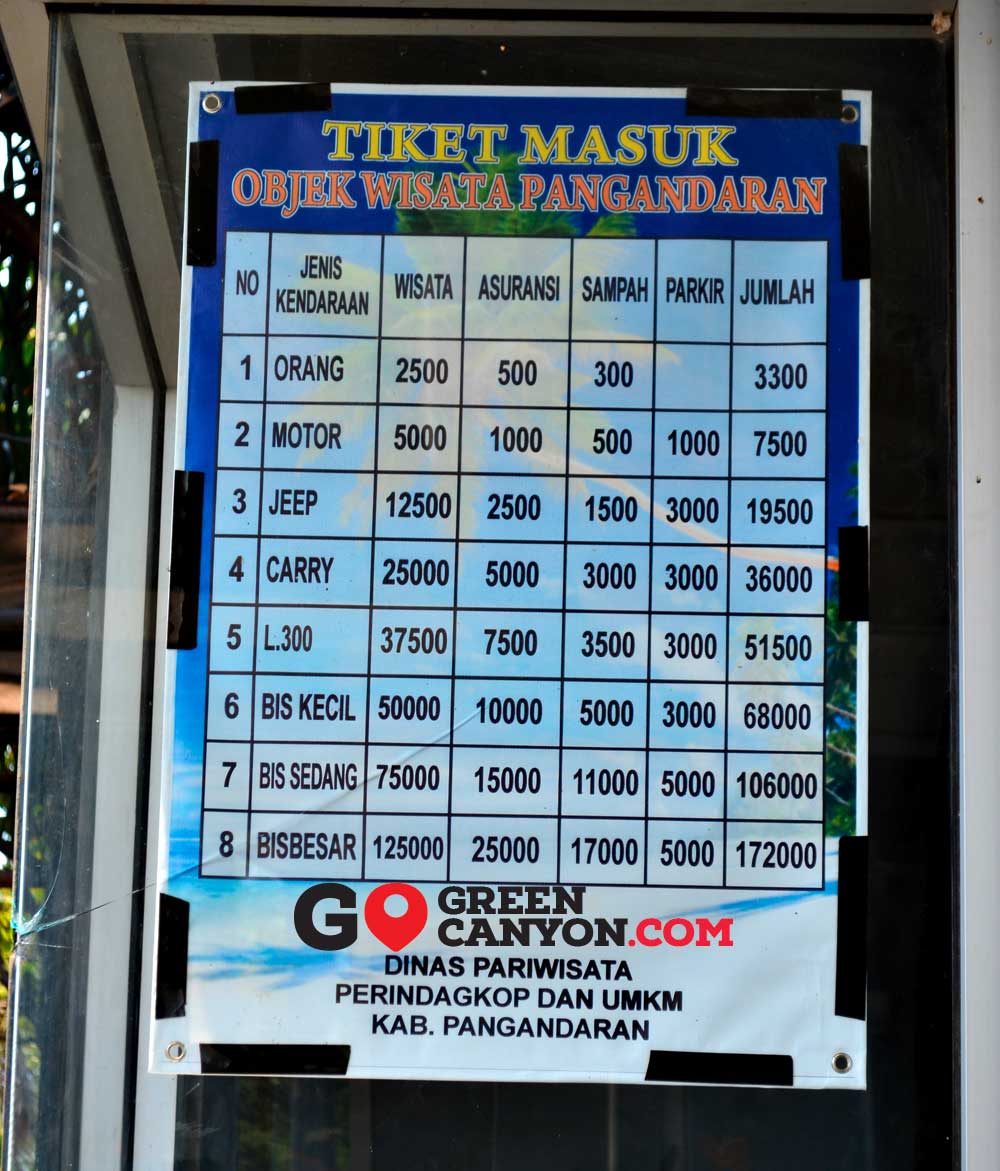 TIKET MASUK
OBJEK WISATA PANGANDARAN
NO JENIS KENDARAAN WISATA ASURANSI SAMPAH PARKIR JUMLAH
1 ORANG 2500 500 300 3300
2 MOTOR 5000 1000 500 1000 7500
3 JEEP 12500 2500 1500 3000 19500
4 CARRY 25000 5000 3000 3000 36000
5 L.300 37500 7500 3500 3000 51500
6 BIS KECIL 50000 10000 5000 3000 68000
7 BIS SEDANG 75000 15000 11000 5000 106000
8 BISBESAR 125000 25000 17000 5000 172000
GO GREEN
CANYON.COM
DINAS PARIWISATA
PERINDAGKOP DAN UMKM
KAB. PANGANDARAN